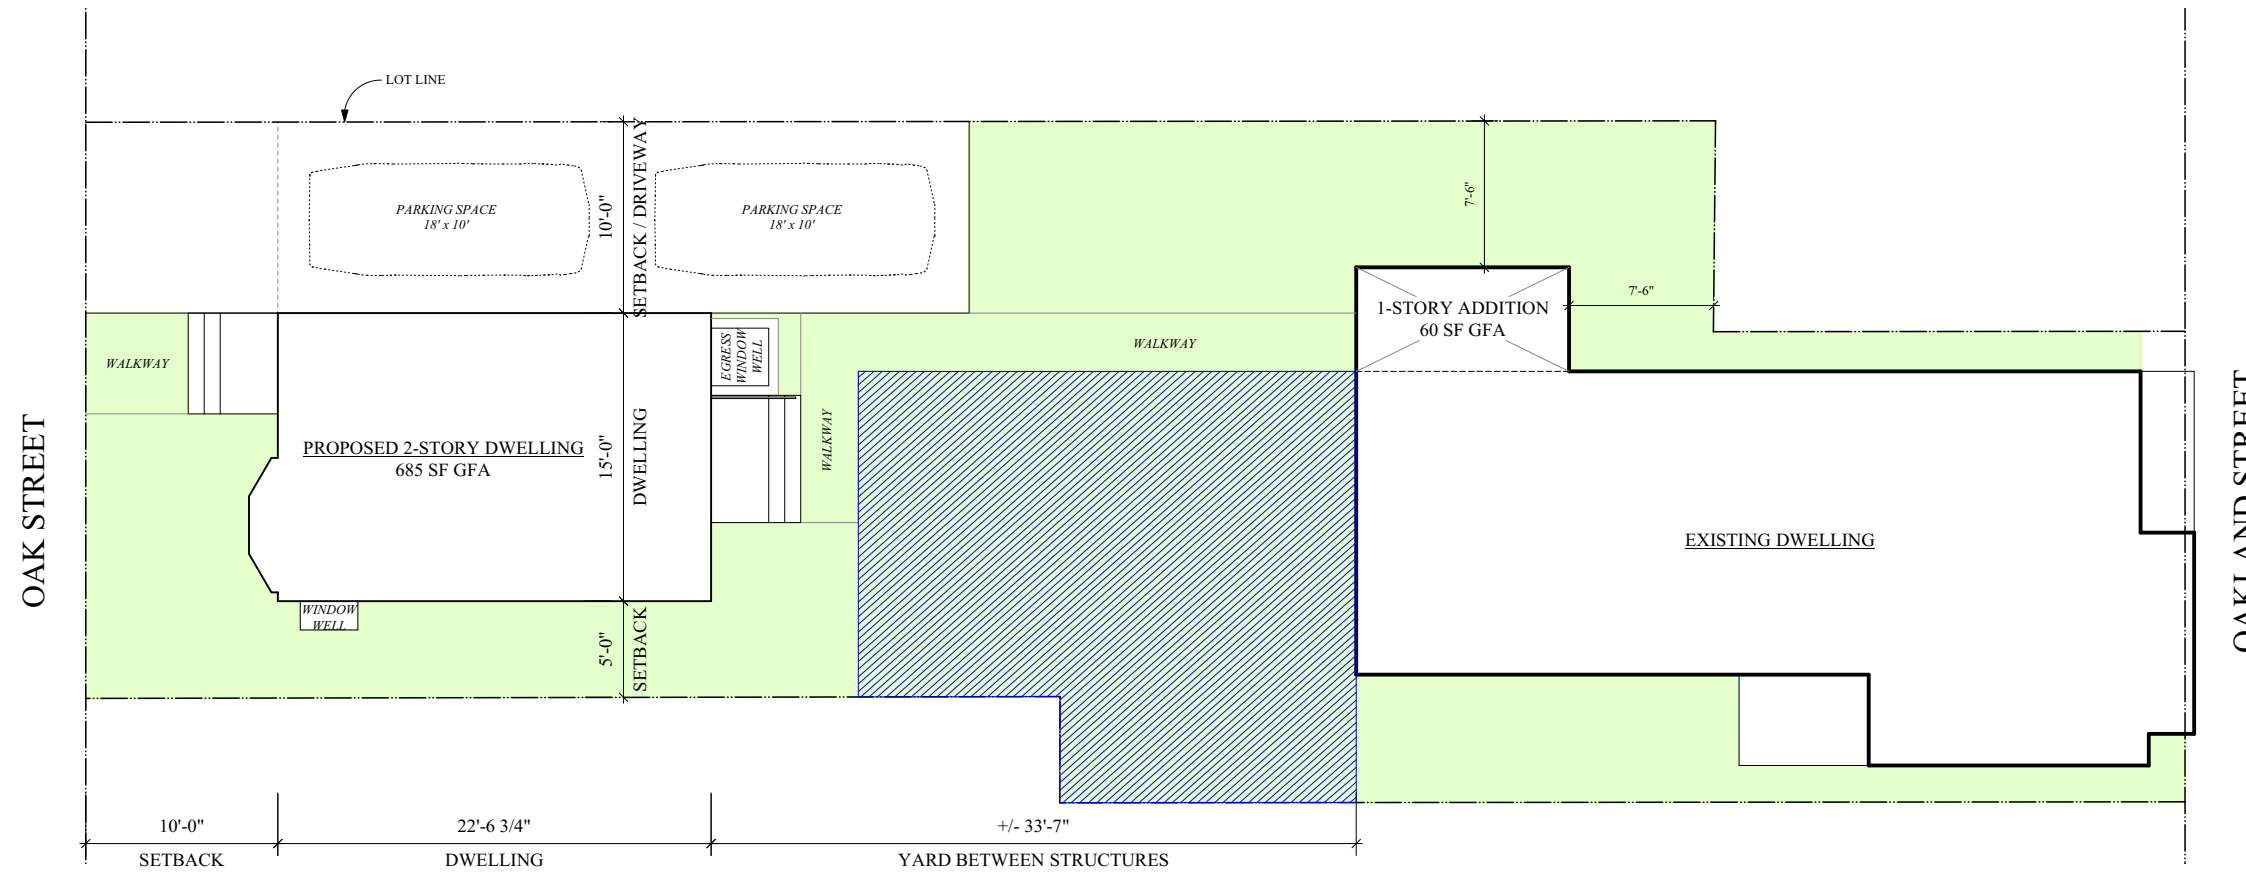 LOT LINE
PARKING SPACE
18' x 10'
PARKING SPACE
18' x 10'
10'-0"
SETBACK / DRIVEWAY
7'-6"
7'-6"
1-STORY ADDITION
60 SF GFA
WALKWAY
EGRESS
WINDOW
WELL
WALKWAY
WALKWAY
OAK STREET
PROPOSED 2-STORY DWELLING
685 SF GFA
15'-0"
DWELLING
EXISTING DWELLING
OAKLAND STREET
WINDOW
WELL
5'-0"
SETBACK
10'-0"
SETBACK
22'-6 3/4"
DWELLING
+/- 33'-7"
YARD BETWEEN STRUCTURES